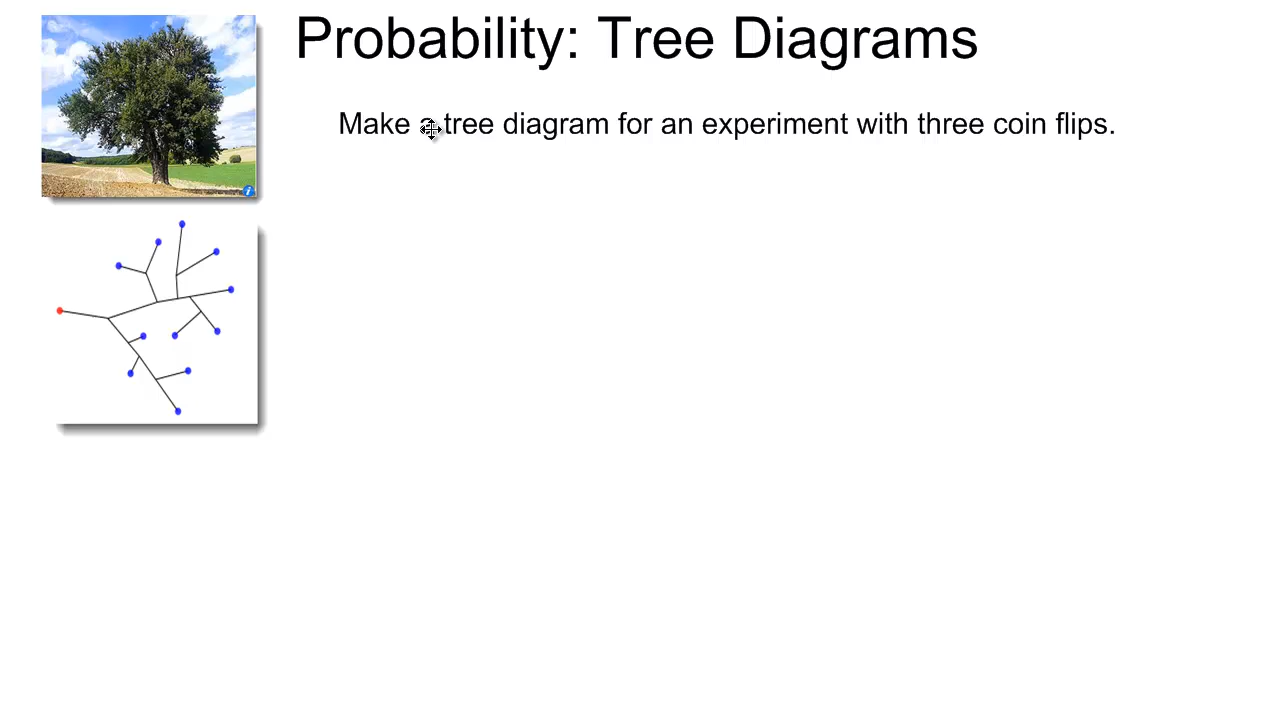 Probability: Tree Diagrams
Make a tree diagram for an experiment with three coin flips.
i